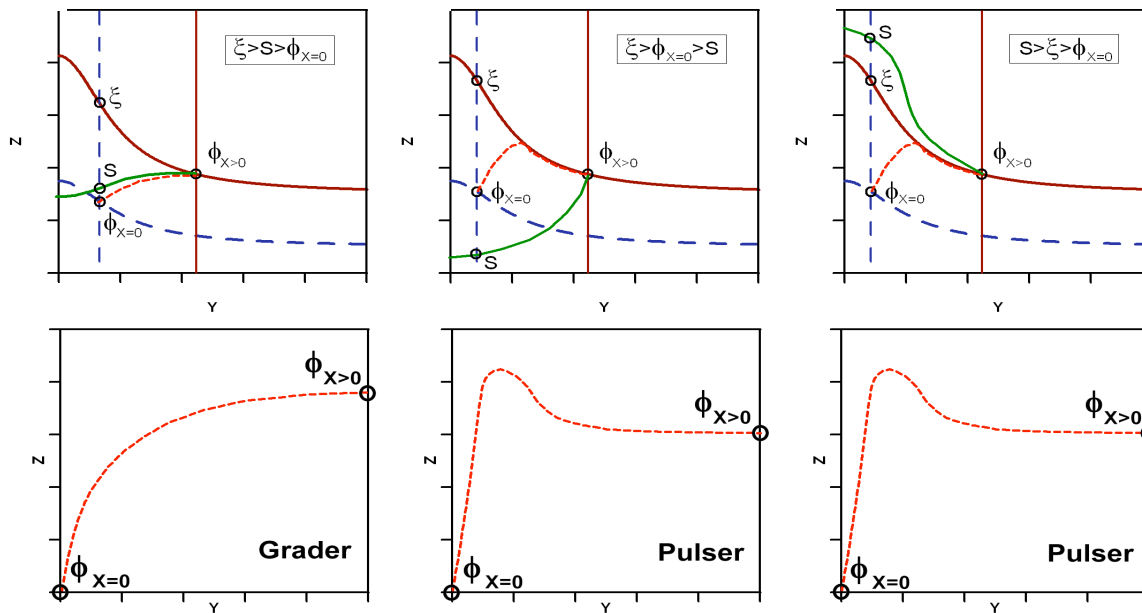 ξ>S>ϕX=0
ξ
S
ϕX>0
ϕX=0
Z
Y
ξ>ϕX=0>S
ξ
ϕX>0
ϕX=0
S
Z
Y
S>ξ>ϕX=0
S
ξ
ϕX>0
ϕX=0
Z
Y
ϕX>0
Z
Grader
ϕX=0
Y
ϕX>0
Z
Pulser
ϕX=0
Y
ϕX>0
Z
Pulser
ϕX=0
Y